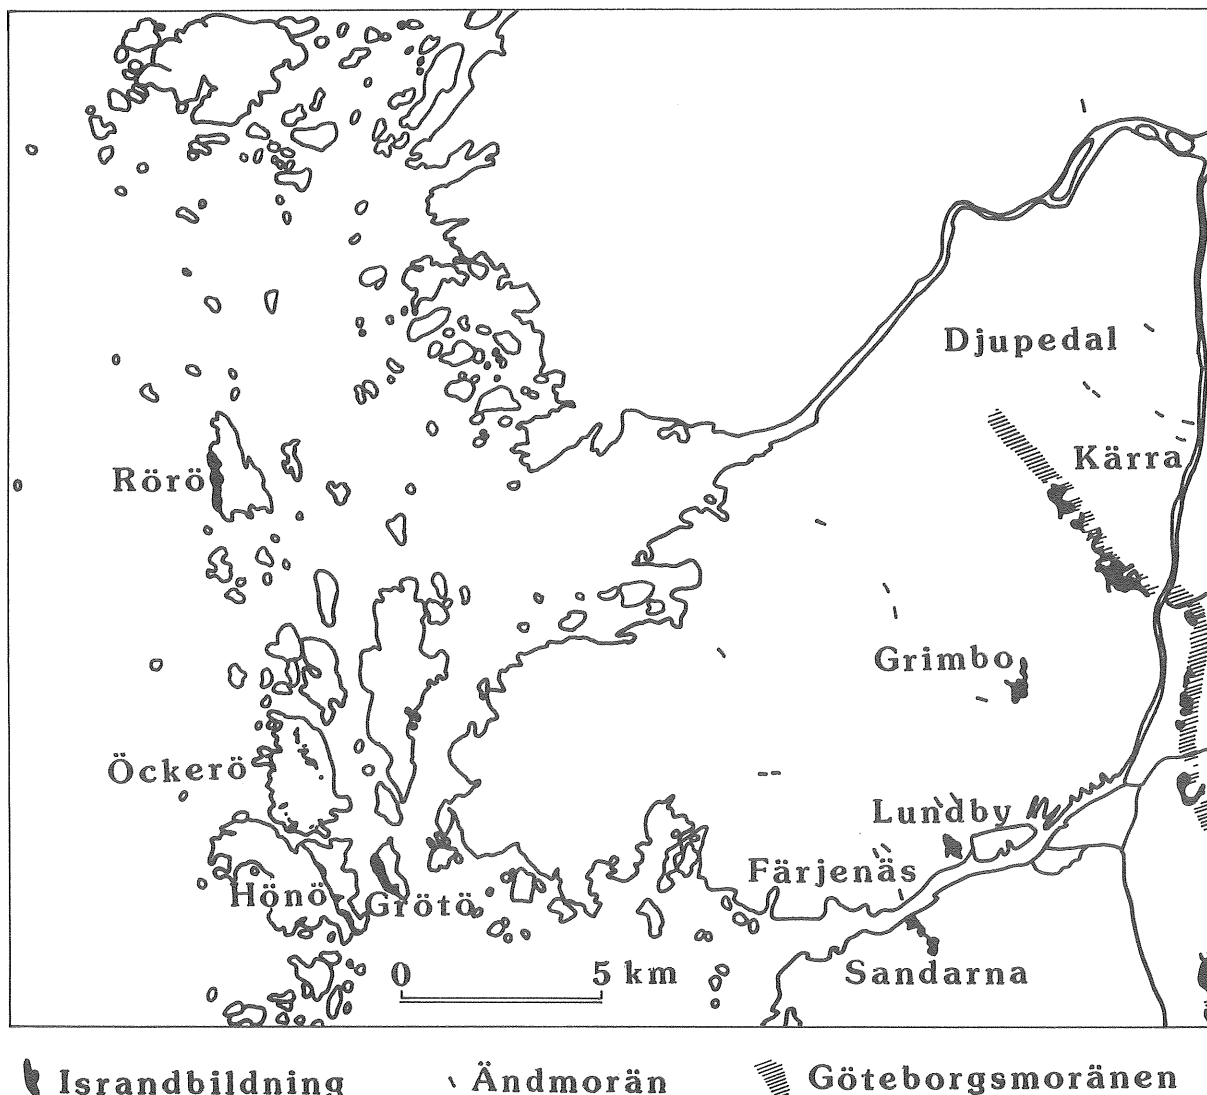 Djupedal
Kärra
Rörö
Grimbo
Öckerö
Lundby
Färjenäs
Hönö
Grötö
0 5 km
Sandarna
Israndbildning Ändmorän Göteborgsmoränen